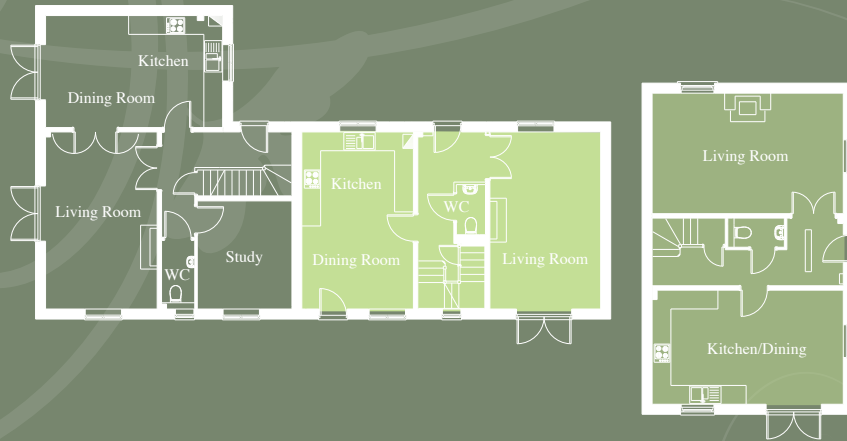 Kitchen
Dining Room
Living Room
WC
Study
Kitchen
Dining Room
WC
Living Room
Living Room
Kitchen/Dining